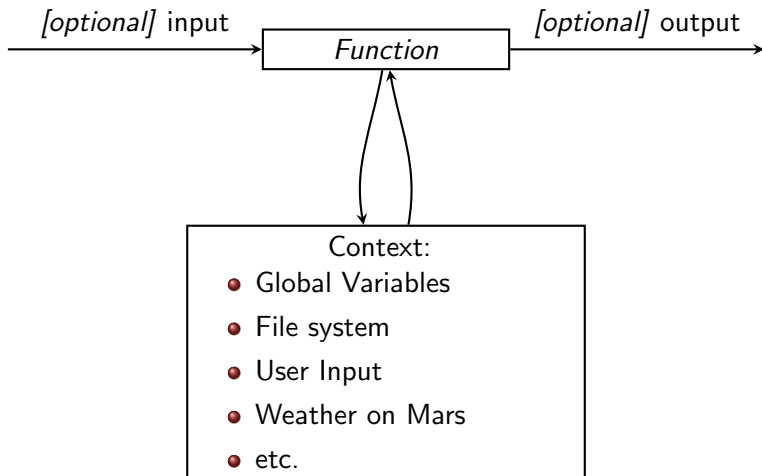 [optional] input
Function
[optional] output
Context:
Global Variables
File system
User Input
Weather on Mars
etc.